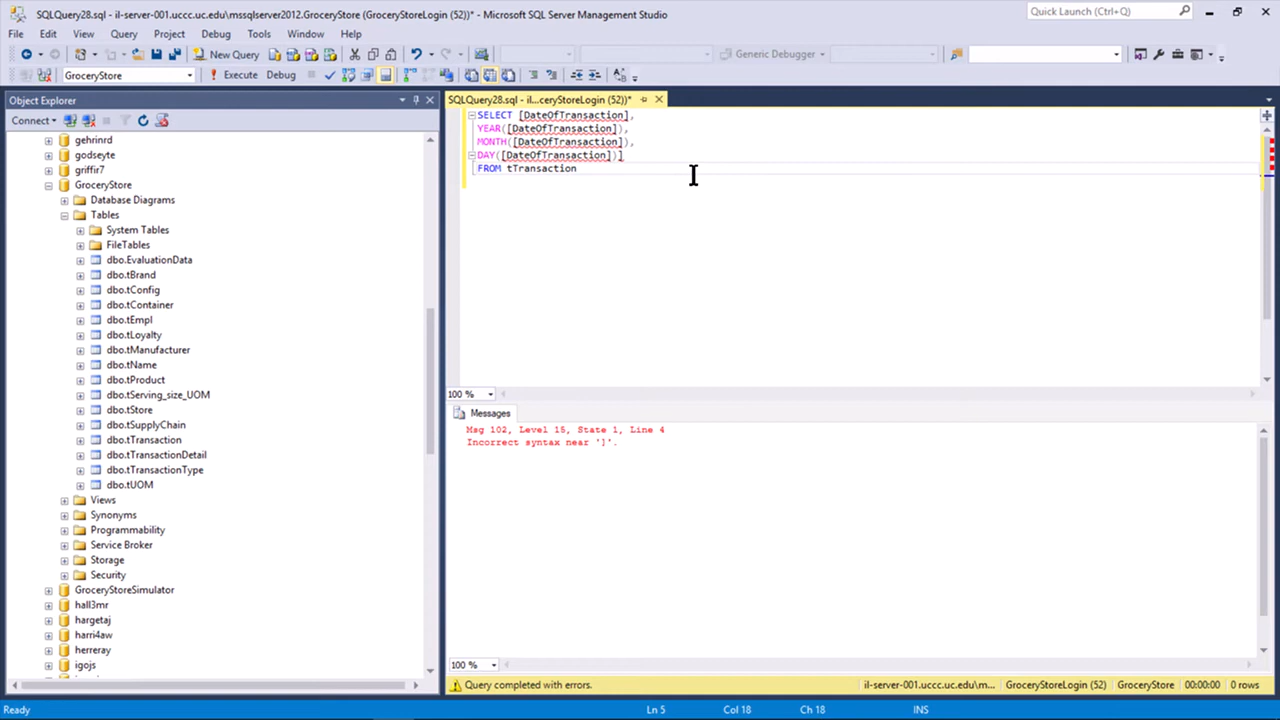 SQLQuery28.sql - il-server-001.uccc.uc.edu\mssqlserver2012.GroceryStore (GroceryStoreLogin (52))* - Microsoft SQL Server Management Studio
Quick Launch (Ctrl+Q)
File Edit View Query Project Debug Tools Window Help
New Query
Generic Debugger
GroceryStore
Execute Debug
Object Explorer
SQLQuery28.sql - il...ceryStoreLogin (52))*
Connect
gehrinrd
godseyte
griffir7
GroceryStore
Database Diagrams
Tables
System Tables
FileTables
dbo.EvaluationData
dbo.tBrand
dbo.tConfig
dbo.tContainer
dbo.tEmpl
dbo.tLoyalty
dbo.tManufacturer
dbo.tName
dbo.tProduct
dbo.tServing_size_UOM
dbo.tStore
dbo.tSupplyChain
dbo.tTransaction
dbo.tTransactionDetail
dbo.tTransactionType
dbo.tUOM
Views
Synonyms
Programmability
Service Broker
Storage
Security
GroceryStoreSimulator
hall3mr
hargetaj
harri4aw
herreray
igojs
SELECT [DateOfTransaction],
YEAR([DateOfTransaction]),
MONTH([DateOfTransaction]),
DAY([DateOfTransaction])]
FROM tTransaction
100 %
Messages
Msg 102, Level 15, State 1, Line 4
Incorrect syntax near ']'.
100 %
Query completed with errors.
il-server-001.uccc.uc.edu\m... GroceryStoreLogin (52) GroceryStore 00:00:00 0 rows
Ready
Ln 5 Col 18 Ch 18 INS